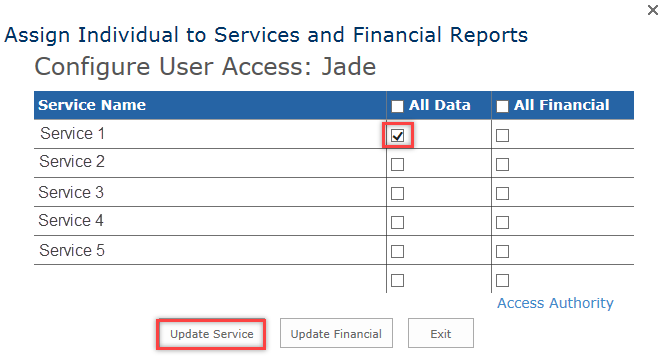 Assign Individual to Services and Financial Reports
Configure User Access: Jade
Service Name All Data All Financial
Service 1
Service 2
Service 3
Service 4
Service 5
Access Authority
Update Service Update Financial Exit